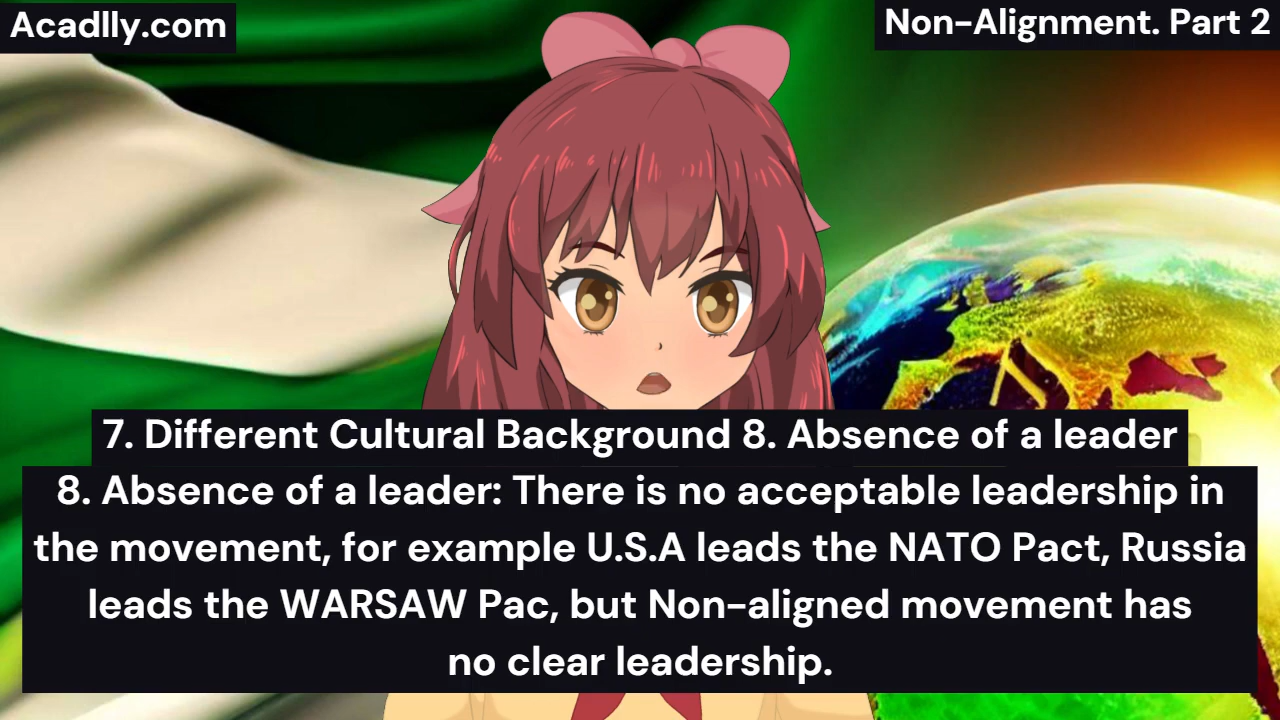 Acadlly.com
Non-Alignment. Part 2
7. Different Cultural Background 8. Absence of a leader
8. Absence of a leader: There is no acceptable leadership in
the movement, for example U.S.A leads the NATO Pact, Russia
leads the WARSAW Pac, but Non-aligned movement has
no clear leadership.